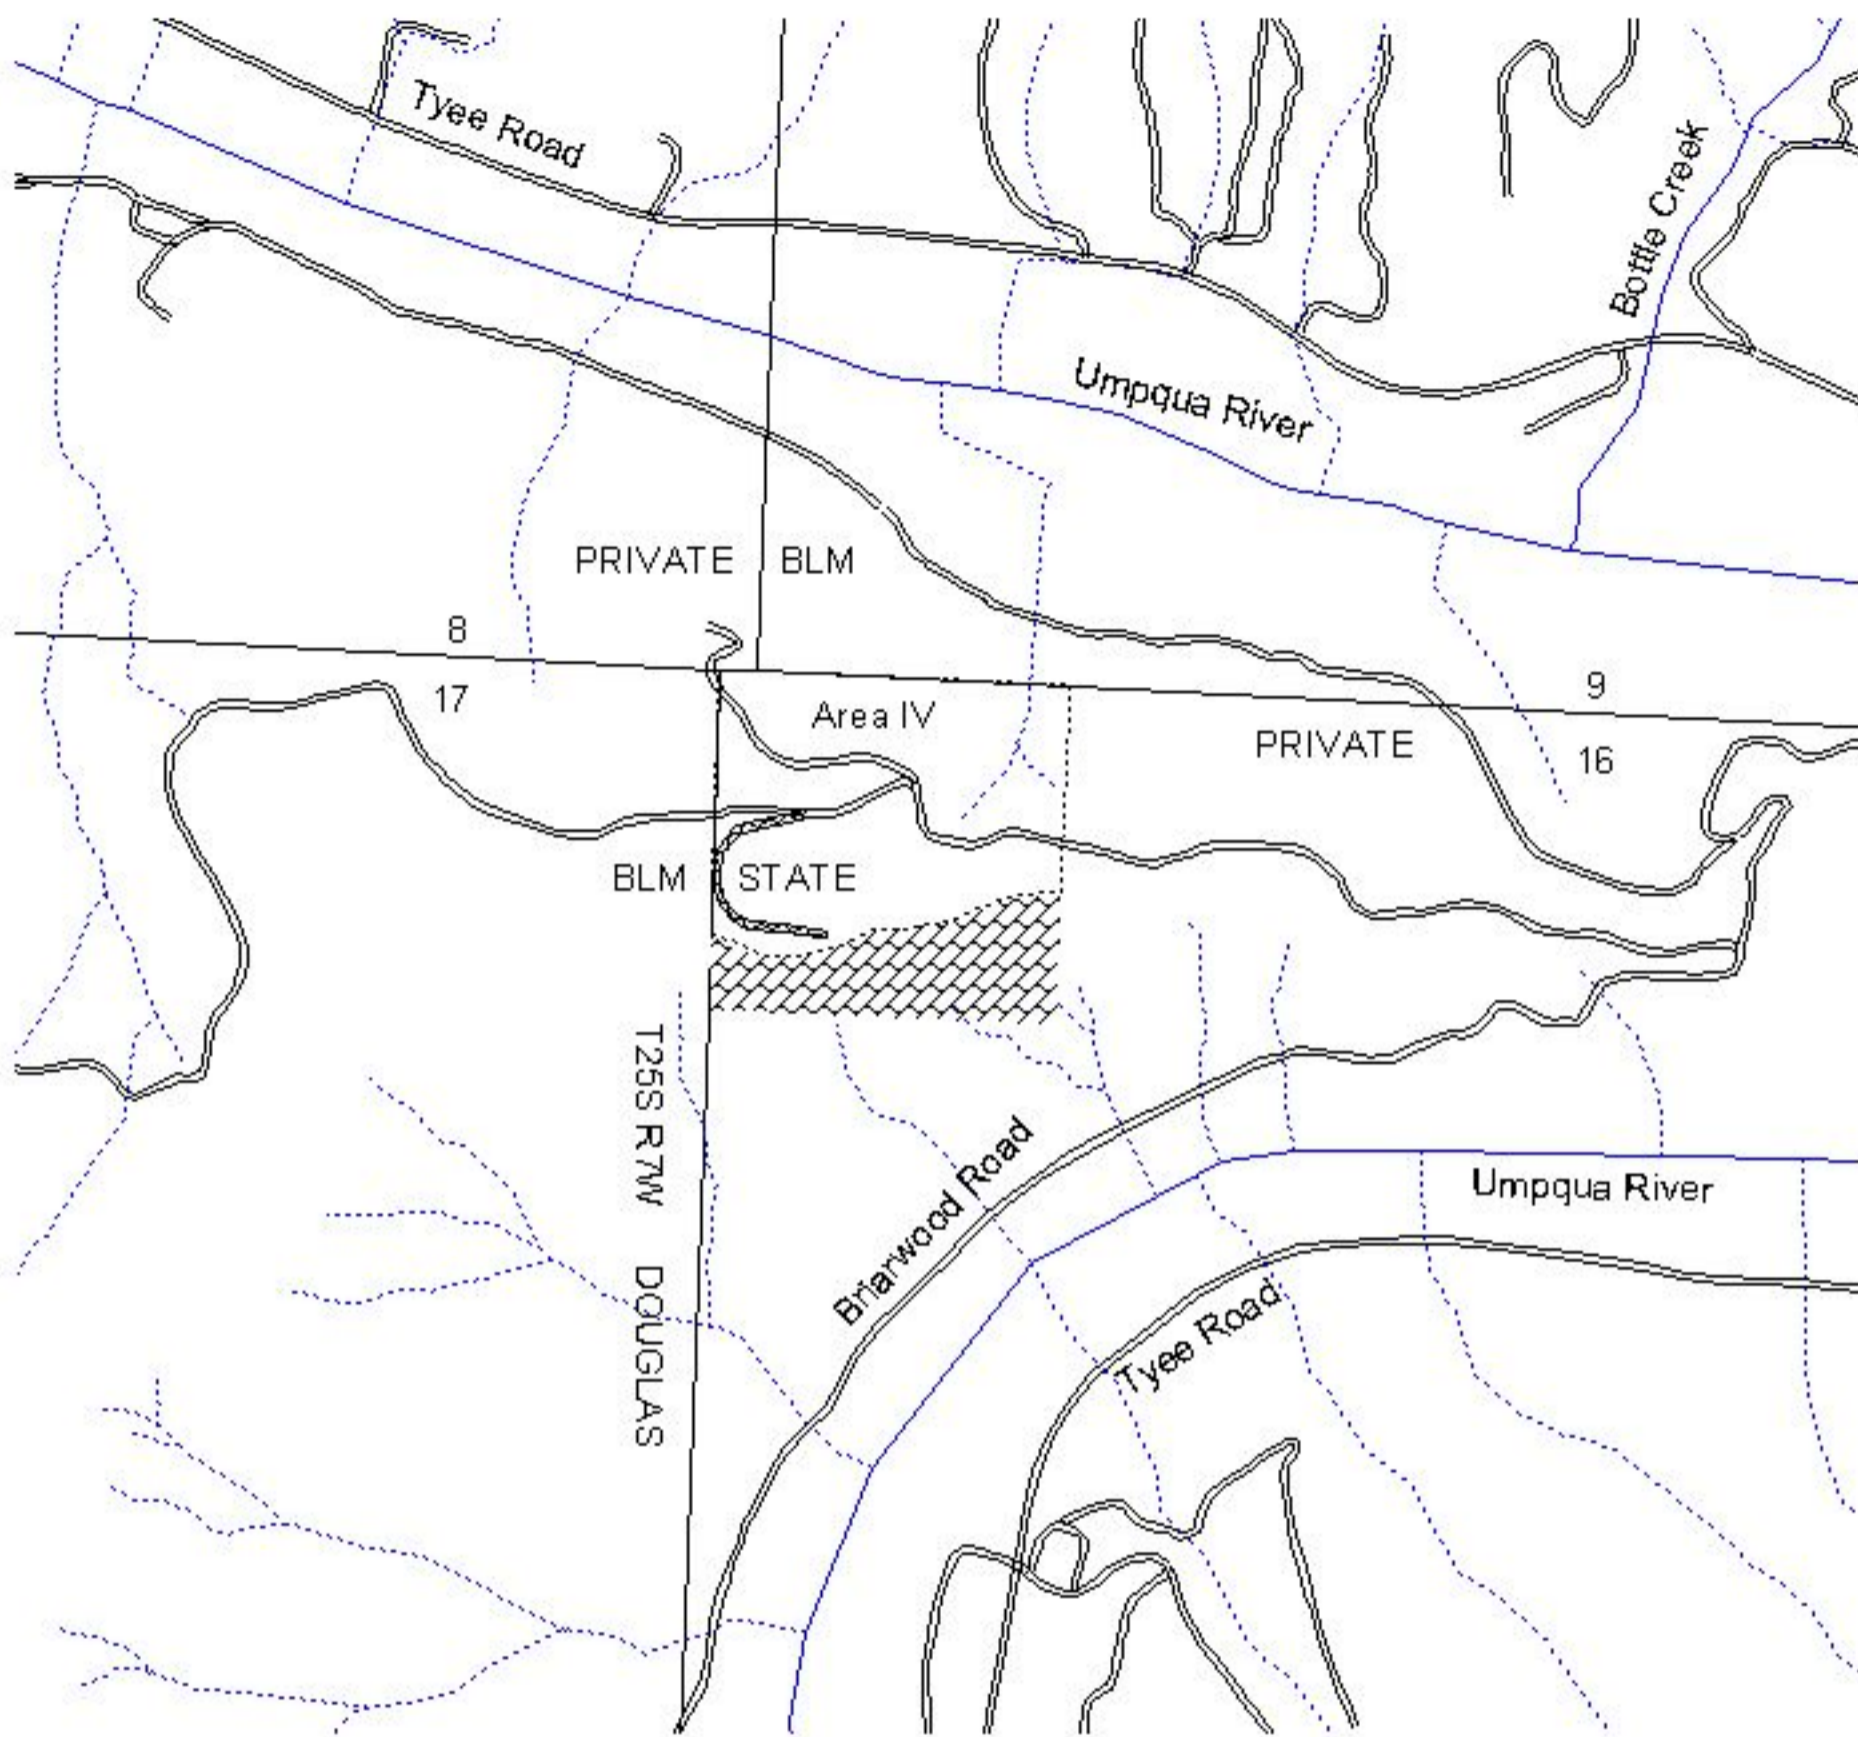 Tyee Road
Bottle Creek
Umpqua River
PRIVATE
BLM
8
9
17
Area IV
PRIVATE
16
BLM
STATE
T25S R7W DOUGLAS
Briarwood Road
Umpqua River
Tyee Road